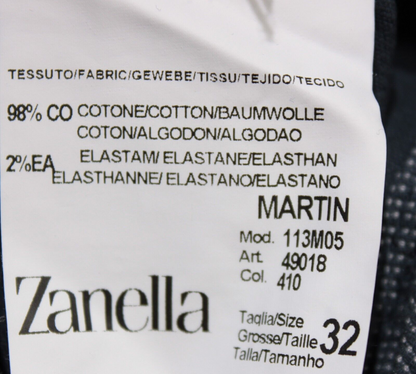 TESSUTO/FABRIC/GEWEBE/TISSU/TEJIDO/TECIDO
98% CO COTONE/COTTON/BAUMWOLLE
COTON/ALGODON/ALGODAO
2%EA ELASTAM/ ELASTANE/ELASTHAN
ELASTHANNE/ ELASTANO/ELASTANO
MARTIN
Mod. 113M05
Art. 49018
Col. 410
Zanella
Taglia/Size
Grosse/Taille 32
Talla/Tamanho